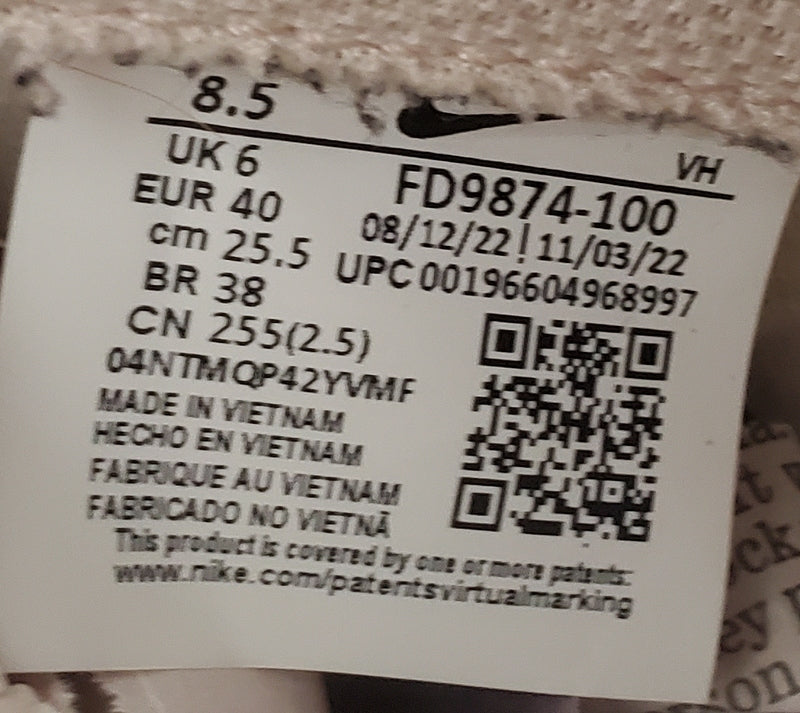 8.5
VH
UK 6
EUR 40
cm 25.5
BR 38
CN 255(2.5)
FD9874-100
08/12/22 | 11/03/22
UPC 00196604968997
04NTMQP42YVMF
MADE IN VIETNAM
HECHO EN VIETNAM
FABRIQUE AU VIETNAM
FABRICADO NO VIETNÃ
This product is covered by one or more patents:
www.nike.com/patentsvirtualmarking